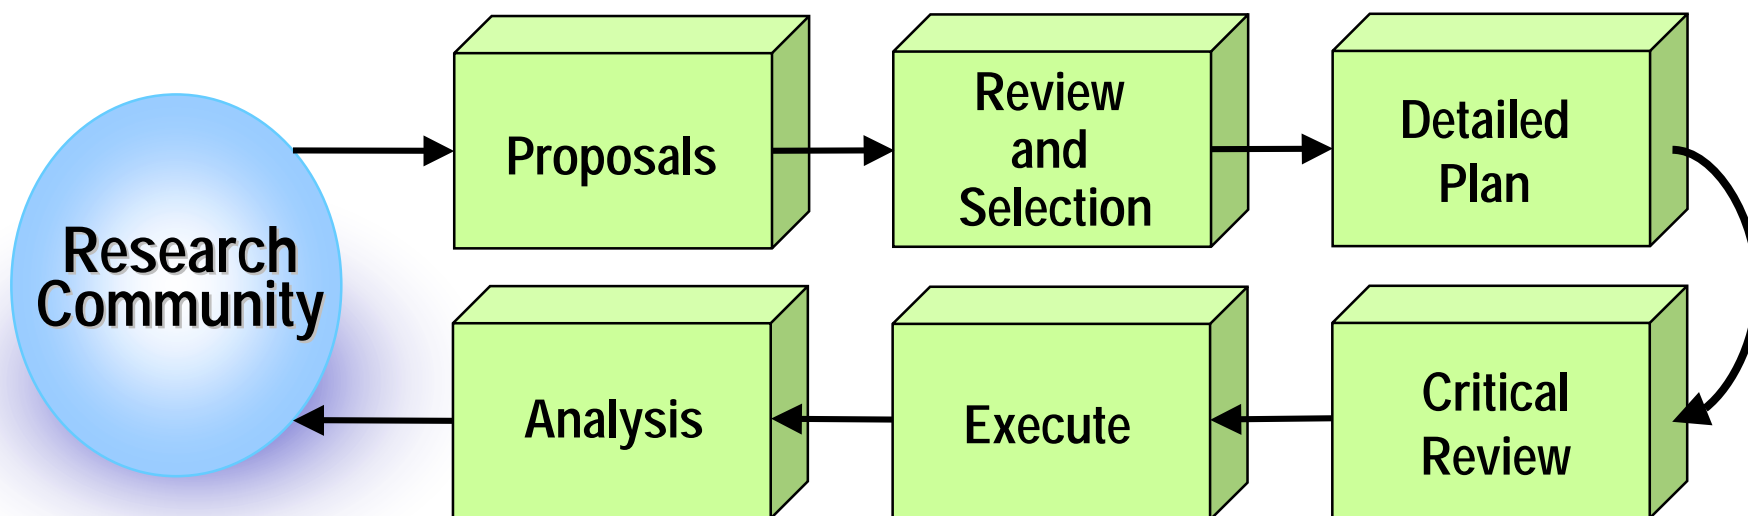 Research
Community
Proposals
Review
and
Selection
Detailed
Plan
Critical
Review
Execute
Analysis